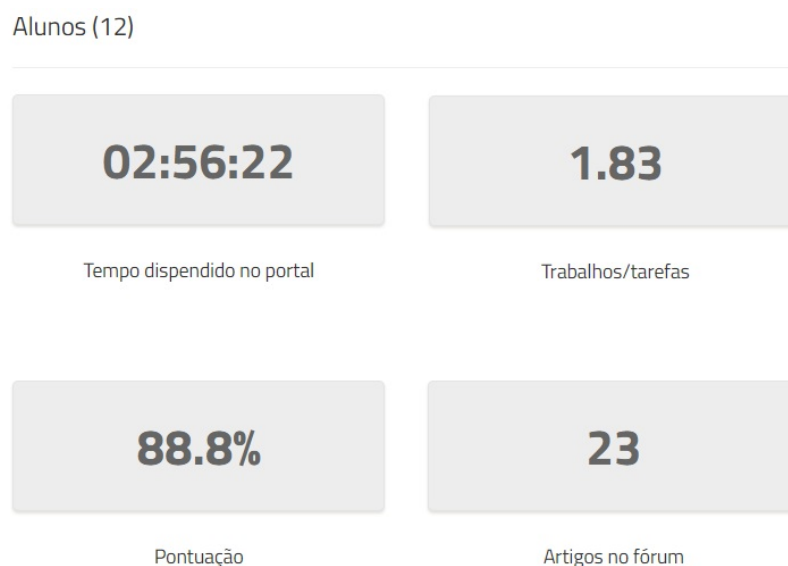 Alunos (12)
02:56:22
1.83
Tempo dispendido no portal
Trabalhos/tarefas
88.8%
23
Pontuação
Artigos no fórum